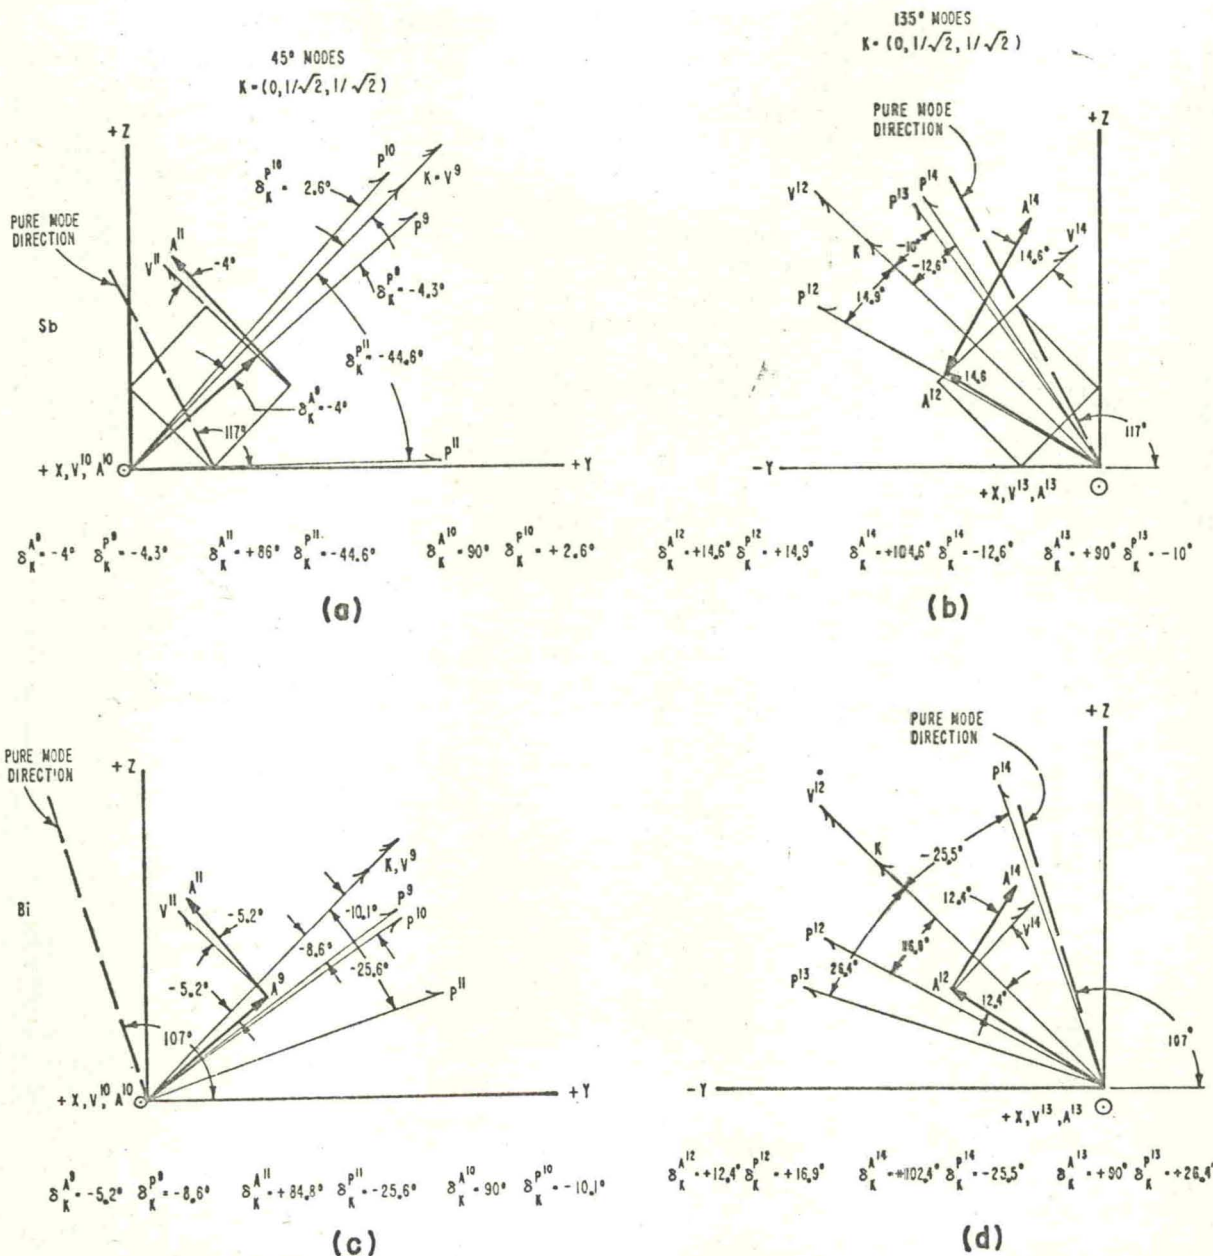 45° MODES
K=(0,1/√2,1/√2)
135° MODES
K=(0,1/√2,1/√2)
+Z
PURE MODE
DIRECTION
Sb
A¹¹
V¹¹
-4°
δ_K^P¹⁰ = 2.6°
P¹⁰
K=V⁹
P⁹
δ_K^P⁹ = -4.3°
δ_K^P¹¹ = -44.6°
δ_K^A⁹ = -4°
117°
P¹¹
+X,V¹⁰,A¹⁰
+Y
PURE MODE
DIRECTION
+Z
V¹²
P¹³
P¹⁴
A¹⁴
V¹⁴
K
-10°
-12.6°
14.6°
P¹²
14.9°
14.6
A¹²
117°
-Y
+X,V¹³,A¹³
δ_K^A⁹=-4° δ_K^P⁹=-4.3° δ_K^A¹¹=+86° δ_K^P¹¹=-44.6° δ_K^A¹⁰=90° δ_K^P¹⁰=+2.6°
(a)
δ_K^A¹²=+14.6° δ_K^P¹²=+14.9° δ_K^A¹⁴=+104.6° δ_K^P¹⁴=-12.6° δ_K^A¹³=+90° δ_K^P¹³=-10°
(b)
PURE MODE
DIRECTION
+Z
Bi
A¹¹
V¹¹
-5.2°
K,V⁹
P⁹
P¹⁰
-10.1°
-8.6°
-25.6°
-5.2°
A⁹
P¹¹
107°
+X,V¹⁰,A¹⁰
+Y
PURE MODE
DIRECTION
+Z
V¹²
P¹⁴
K
-25.5°
A¹⁴
12.4°
V¹⁴
P¹²
P¹³
26.4°
A¹²
12.4°
107°
-Y
+X,V¹³,A¹³
δ_K^A⁹=-5.2° δ_K^P⁹=-8.6° δ_K^A¹¹=+84.8° δ_K^P¹¹=-25.6° δ_K^A¹⁰=90° δ_K^P¹⁰=-10.1°
(c)
δ_K^A¹²=+12.4° δ_K^P¹²=+16.9° δ_K^A¹⁴=+102.4° δ_K^P¹⁴=-25.5° δ_K^A¹³=+90° δ_K^P¹³=+26.4°
(d)